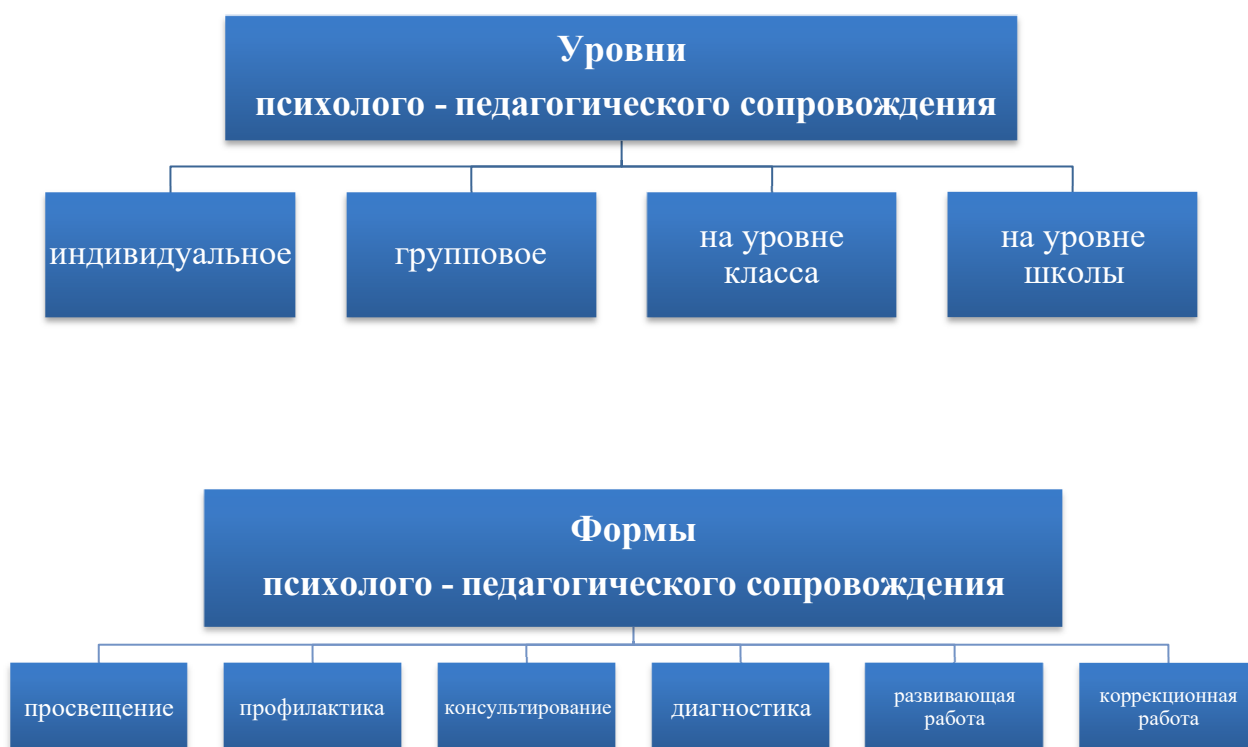 Уровни
психолого - педагогического сопровождения
индивидуальное
групповое
на уровне
класса
на уровне
школы
Формы
психолого - педагогического сопровождения
просвещение
профилактика
консультирование
диагностика
развивающая
работа
коррекционная
работа